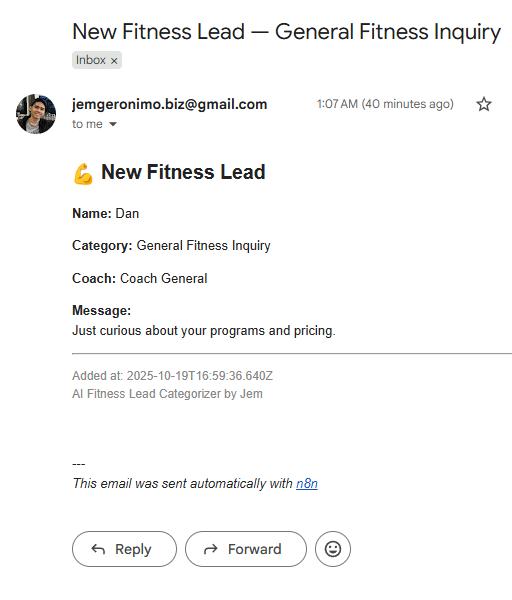 New Fitness Lead — General Fitness Inquiry
Inbox ×
jemgeronimo.biz@gmail.com 1:07 AM (40 minutes ago)
to me
💪 New Fitness Lead
Name: Dan
Category: General Fitness Inquiry
Coach: Coach General
Message:
Just curious about your programs and pricing.
Added at: 2025-10-19T16:59:36.640Z
AI Fitness Lead Categorizer by Jem
---
This email was sent automatically with n8n
Reply Forward